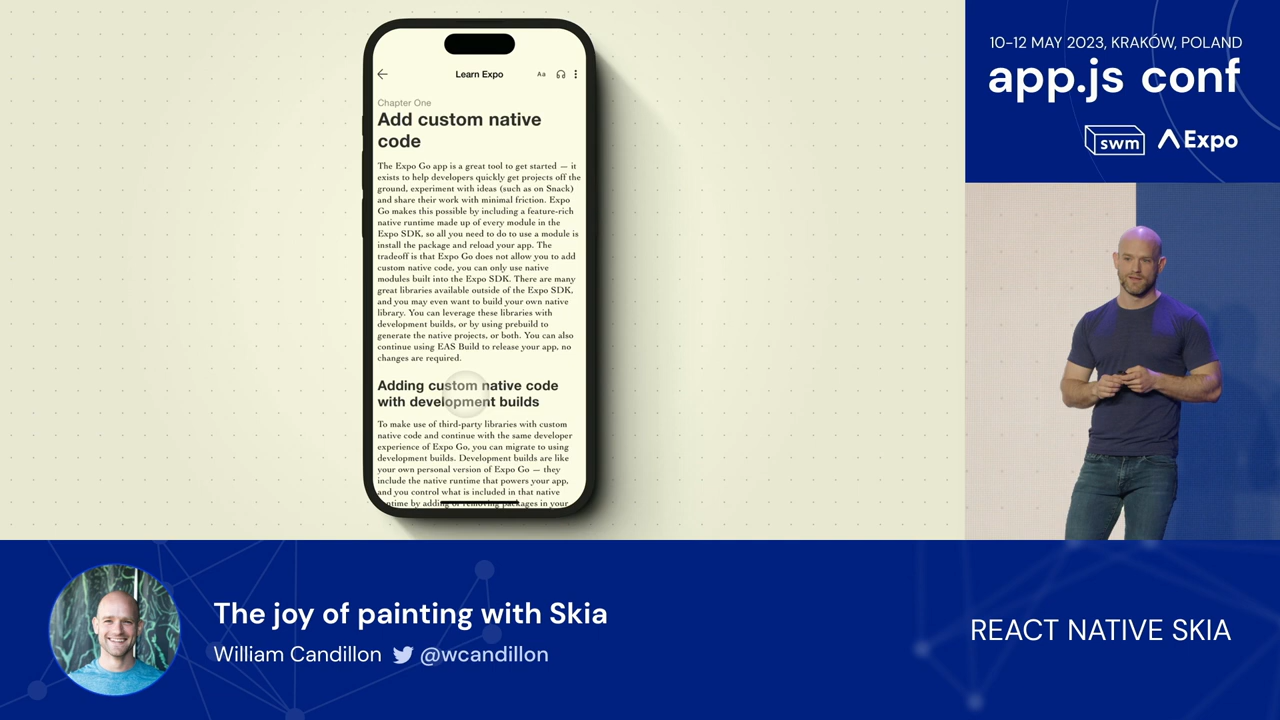 Learn Expo
Aa
Chapter One
Add custom native
code
The Expo Go app is a great tool to get started — it
exists to help developers quickly get projects off the
ground, experiment with ideas (such as on Snack)
and share their work with minimal friction. Expo
Go makes this possible by including a feature-rich
native runtime made up of every module in the
Expo SDK, so all you need to do to use a module is
install the package and reload your app. The
tradeoff is that Expo Go does not allow you to add
custom native code, you can only use native
modules built into the Expo SDK. There are many
great libraries available outside of the Expo SDK,
and you may even want to build your own native
library. You can leverage these libraries with
development builds, or by using prebuild to
generate the native projects, or both. You can also
continue using EAS Build to release your app, no
changes are required.
Adding custom native code
with development builds
To make use of third-party libraries with custom
native code and continue with the same developer
experience of Expo Go, you can migrate to using
development builds. Development builds are like
your own personal version of Expo Go — they
include the native runtime that powers your app,
and you control what is included in that native
runtime by adding or removing packages in your
10-12 MAY 2023, KRAKÓW, POLAND
app.js conf
swm Expo
The joy of painting with Skia
William Candillon @wcandillon
REACT NATIVE SKIA